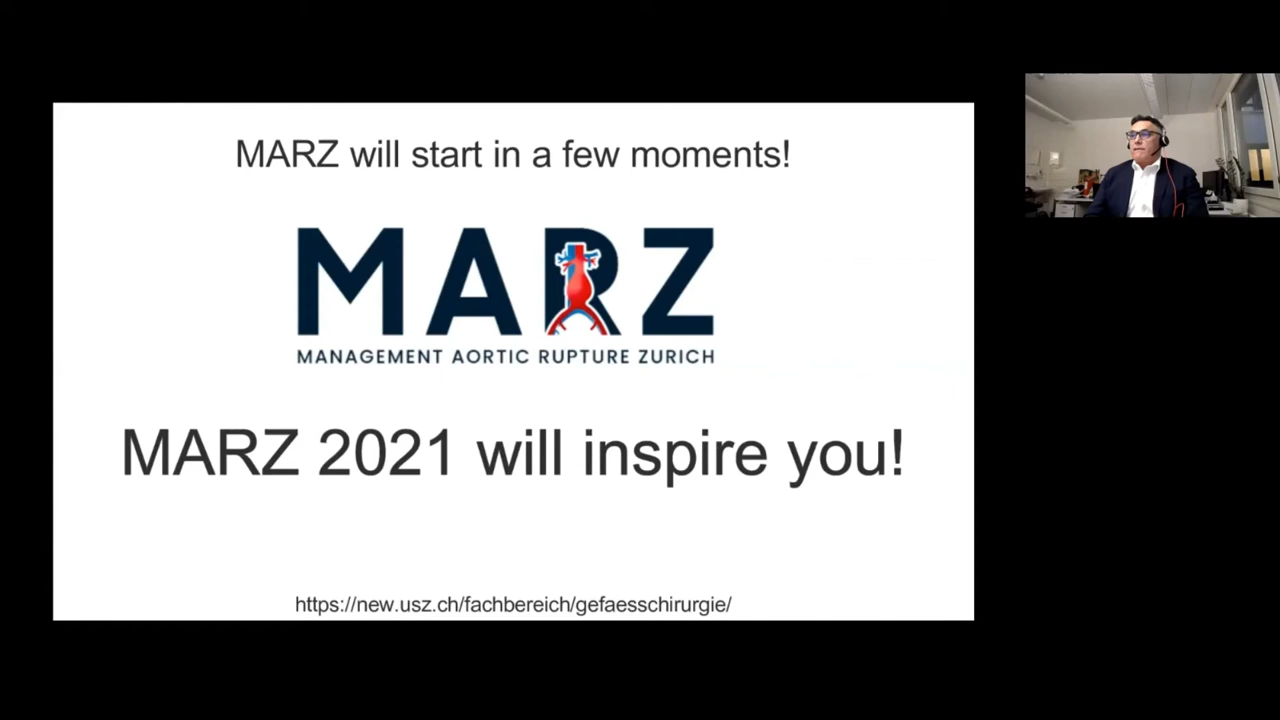 MARZ will start in a few moments!
MARZ
MANAGEMENT AORTIC RUPTURE ZURICH
MARZ 2021 will inspire you!
https://new.usz.ch/fachbereich/gefaesschirurgie/